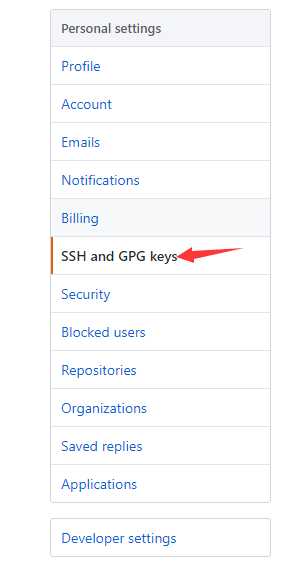 Personal settings
Profile
Account
Emails
Notifications
Billing
SSH and GPG keys
Security
Blocked users
Repositories
Organizations
Saved replies
Applications
Developer settings